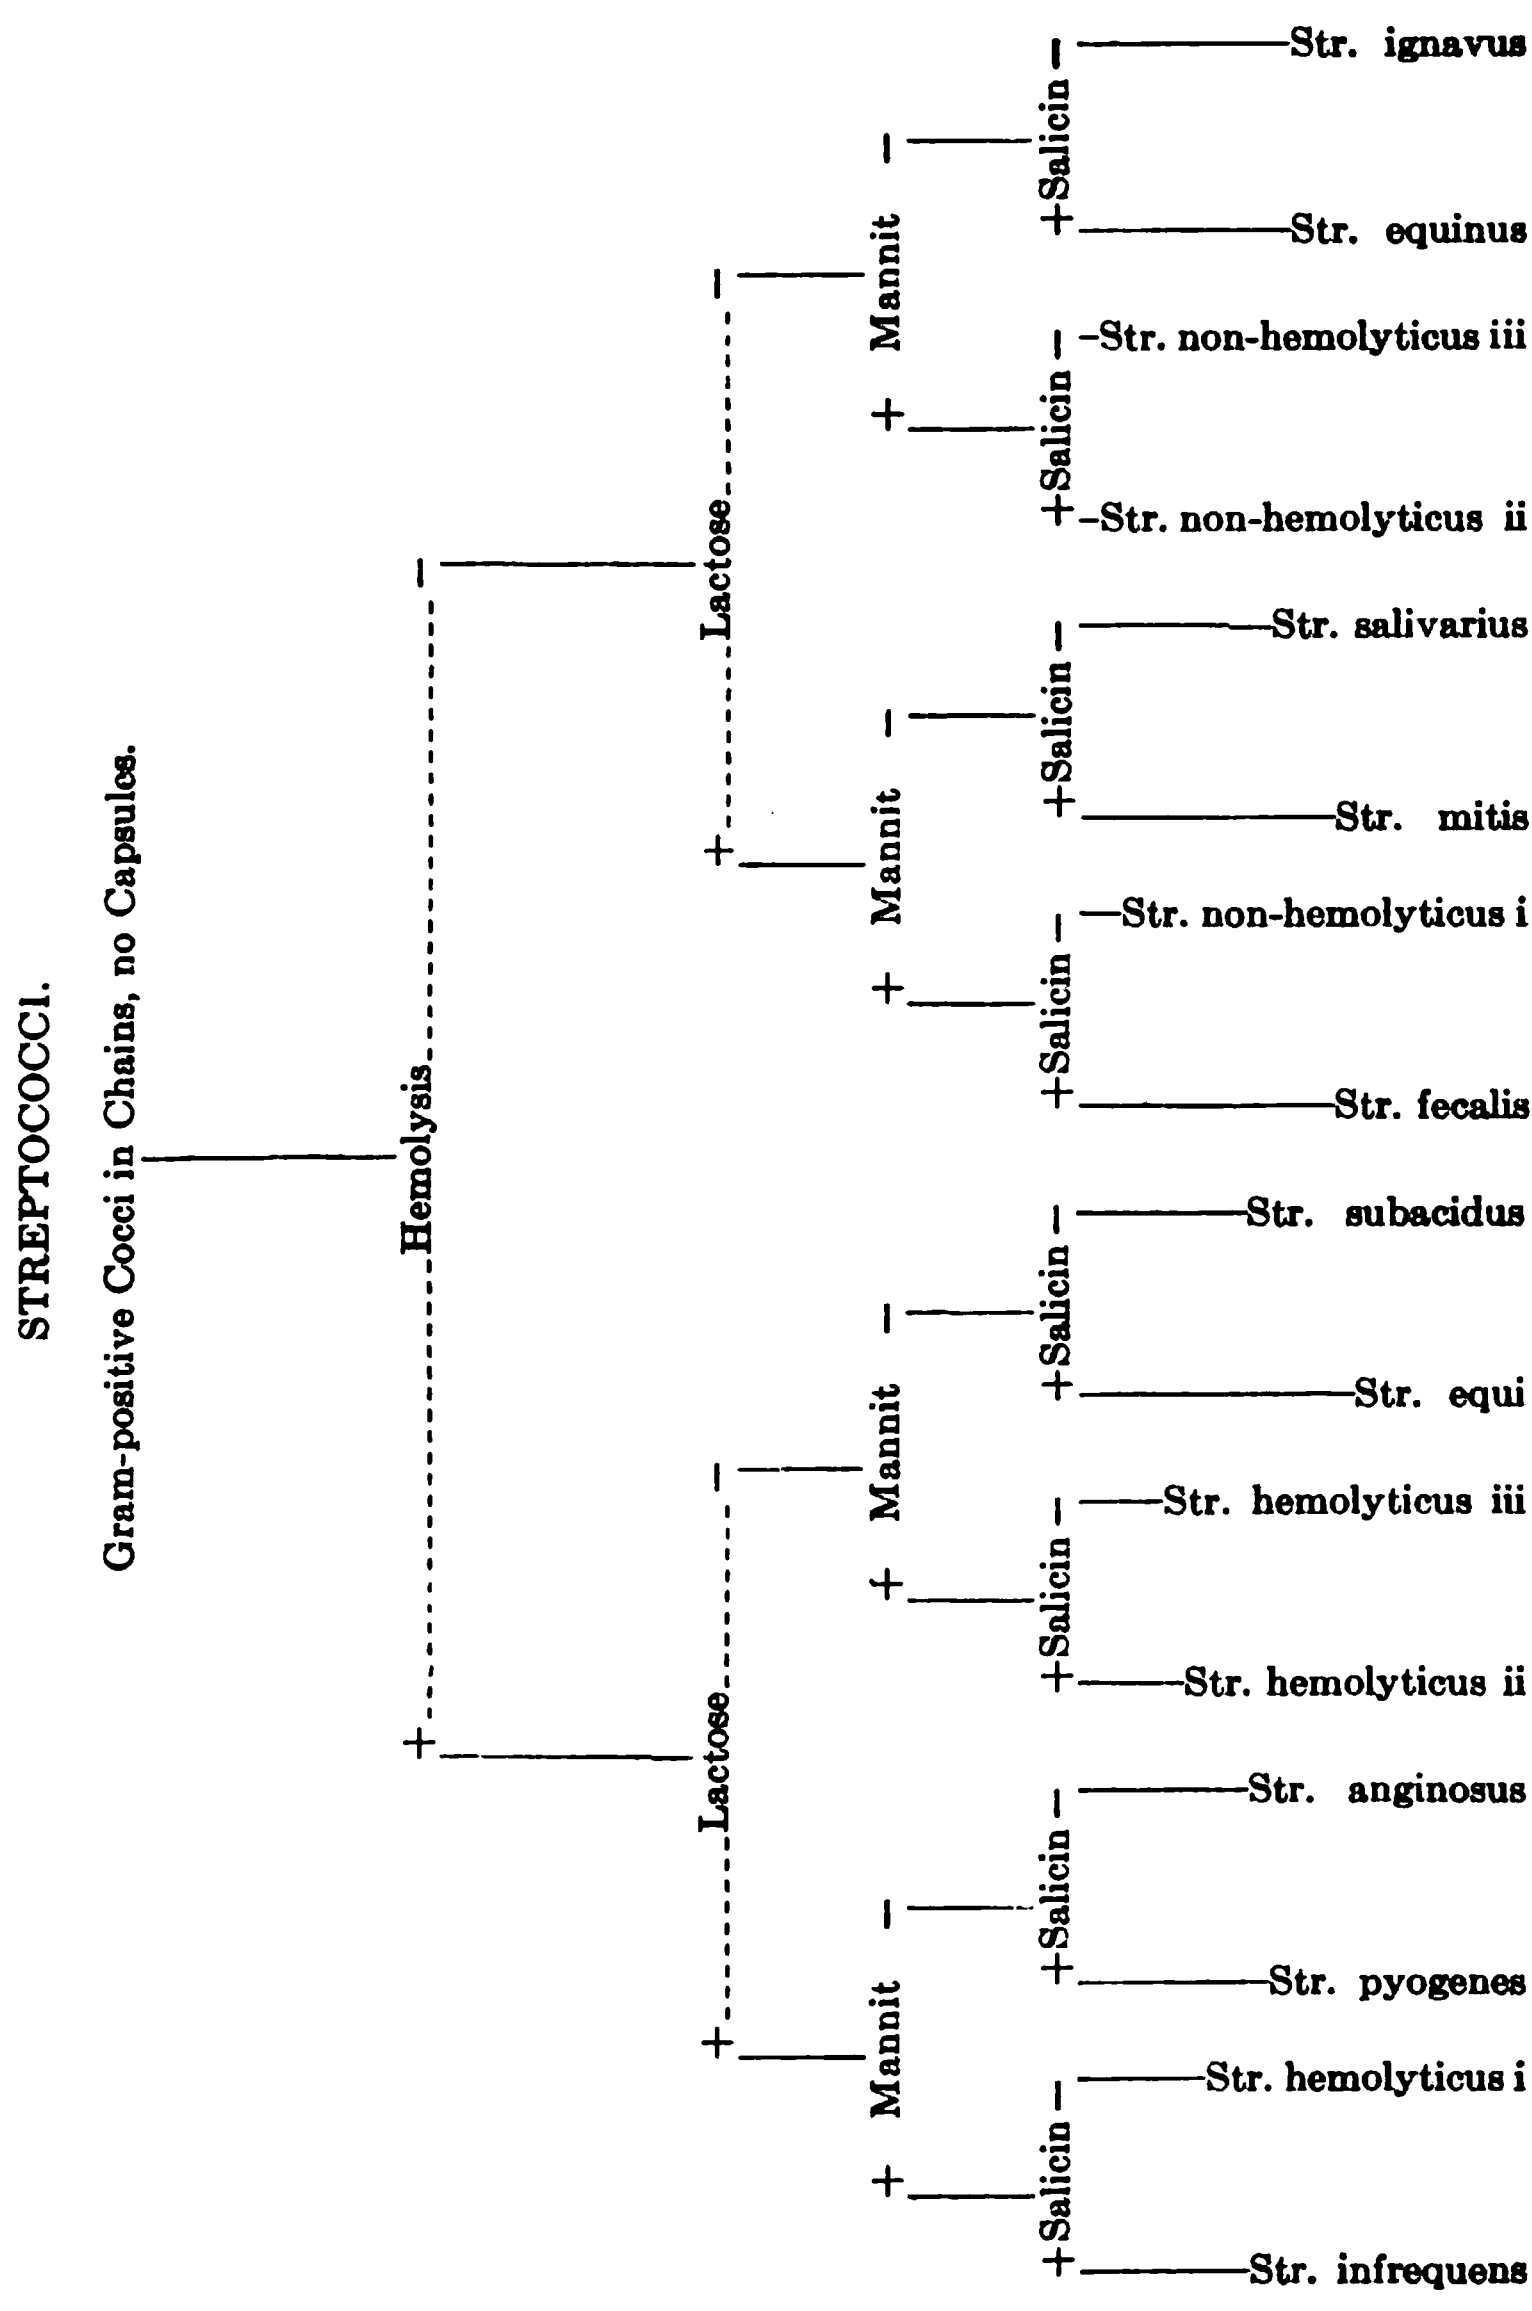 STREPTOCOCCI.
Gram-positive Cocci in Chains, no Capsules.
Hemolysis
+
−
Lactose
+
−
Lactose
+
−
Mannit
+
−
Mannit
+
−
Mannit
+
−
Mannit
+
−
+Salicin −
+Salicin −
+Salicin −
+Salicin −
+Salicin −
+Salicin −
+Salicin −
+Salicin −
Str. ignavus
Str. equinus
Str. non-hemolyticus iii
Str. non-hemolyticus ii
Str. salivarius
Str. mitis
Str. non-hemolyticus i
Str. fecalis
Str. subacidus
Str. equi
Str. hemolyticus iii
Str. hemolyticus ii
Str. anginosus
Str. pyogenes
Str. hemolyticus i
Str. infrequens